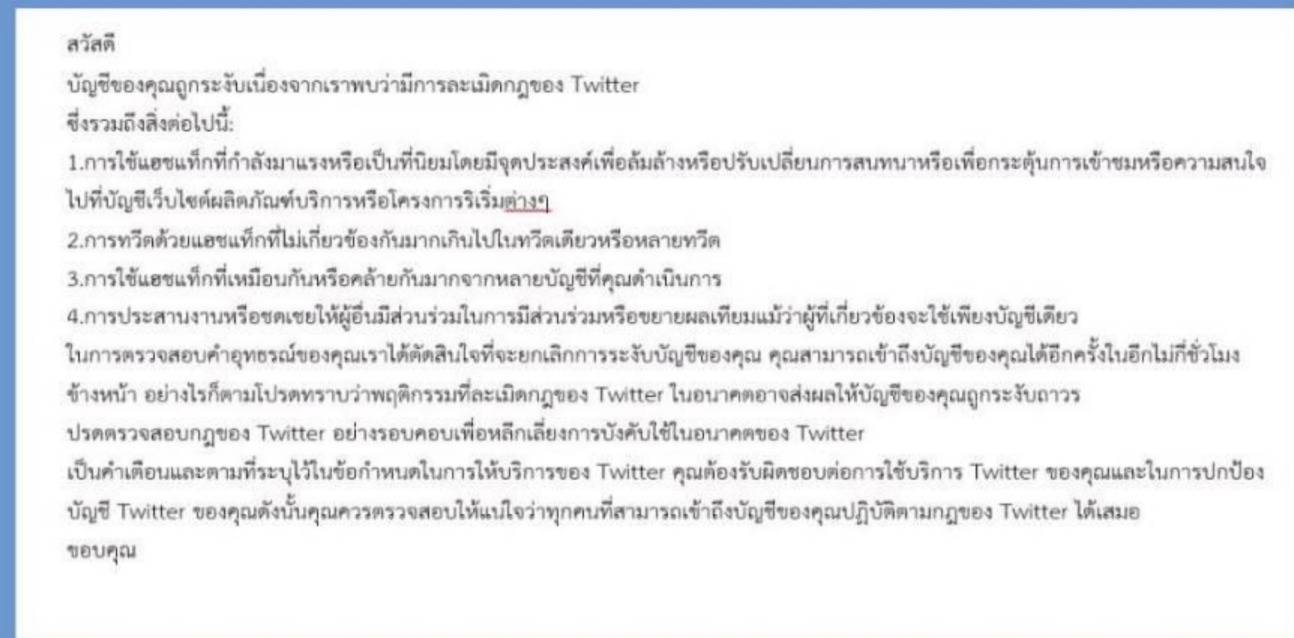 สวัสดี
บัญชีของคุณถูกระงับเนื่องจากเราพบว่ามีการละเมิดกฎของ Twitter
ซึ่งรวมถึงสิ่งต่อไปนี้:
1.การใช้แฮชแท็กที่กำลังมาแรงหรือเป็นที่นิยมโดยมีจุดประสงค์เพื่อล้มล้างหรือปรับเปลี่ยนการสนทนาหรือเพื่อกระตุ้นการเข้าชมหรือความสนใจ
ไปที่บัญชีเว็บไซต์ผลิตภัณฑ์บริการหรือโครงการริเริ่มต่างๆ
2.การทวีตด้วยแฮชแท็กที่ไม่เกี่ยวข้องกันมากเกินไปในทวีตเดียวหรือหลายทวีต
3.การใช้แฮชแท็กที่เหมือนกันหรือคล้ายกันมากจากหลายบัญชีที่คุณดำเนินการ
4.การประสานงานหรือชดเชยให้ผู้อื่นมีส่วนร่วมในการมีส่วนร่วมหรือขยายผลเทียมแม้ว่าผู้ที่เกี่ยวข้องจะใช้เพียงบัญชีเดียว
ในการตรวจสอบคำอุทธรณ์ของคุณเราได้ตัดสินใจที่จะยกเลิกการระงับบัญชีของคุณ คุณสามารถเข้าถึงบัญชีของคุณได้อีกครั้งในอีกไม่กี่ชั่วโมง
ข้างหน้า อย่างไรก็ตามโปรดทราบว่าพฤติกรรมที่ละเมิดกฎของ Twitter ในอนาคตอาจส่งผลให้บัญชีของคุณถูกระงับถาวร
ปรดตรวจสอบกฎของ Twitter อย่างรอบคอบเพื่อหลีกเลี่ยงการบังคับใช้ในอนาคตของ Twitter
เป็นคำเตือนและตามที่ระบุไว้ในข้อกำหนดในการให้บริการของ Twitter คุณต้องรับผิดชอบต่อการใช้บริการ Twitter ของคุณและในการปกป้อง
บัญชี Twitter ของคุณดังนั้นคุณควรตรวจสอบให้แน่ใจว่าทุกคนที่สามารถเข้าถึงบัญชีของคุณปฏิบัติตามกฎของ Twitter ได้เสมอ
ขอบคุณ